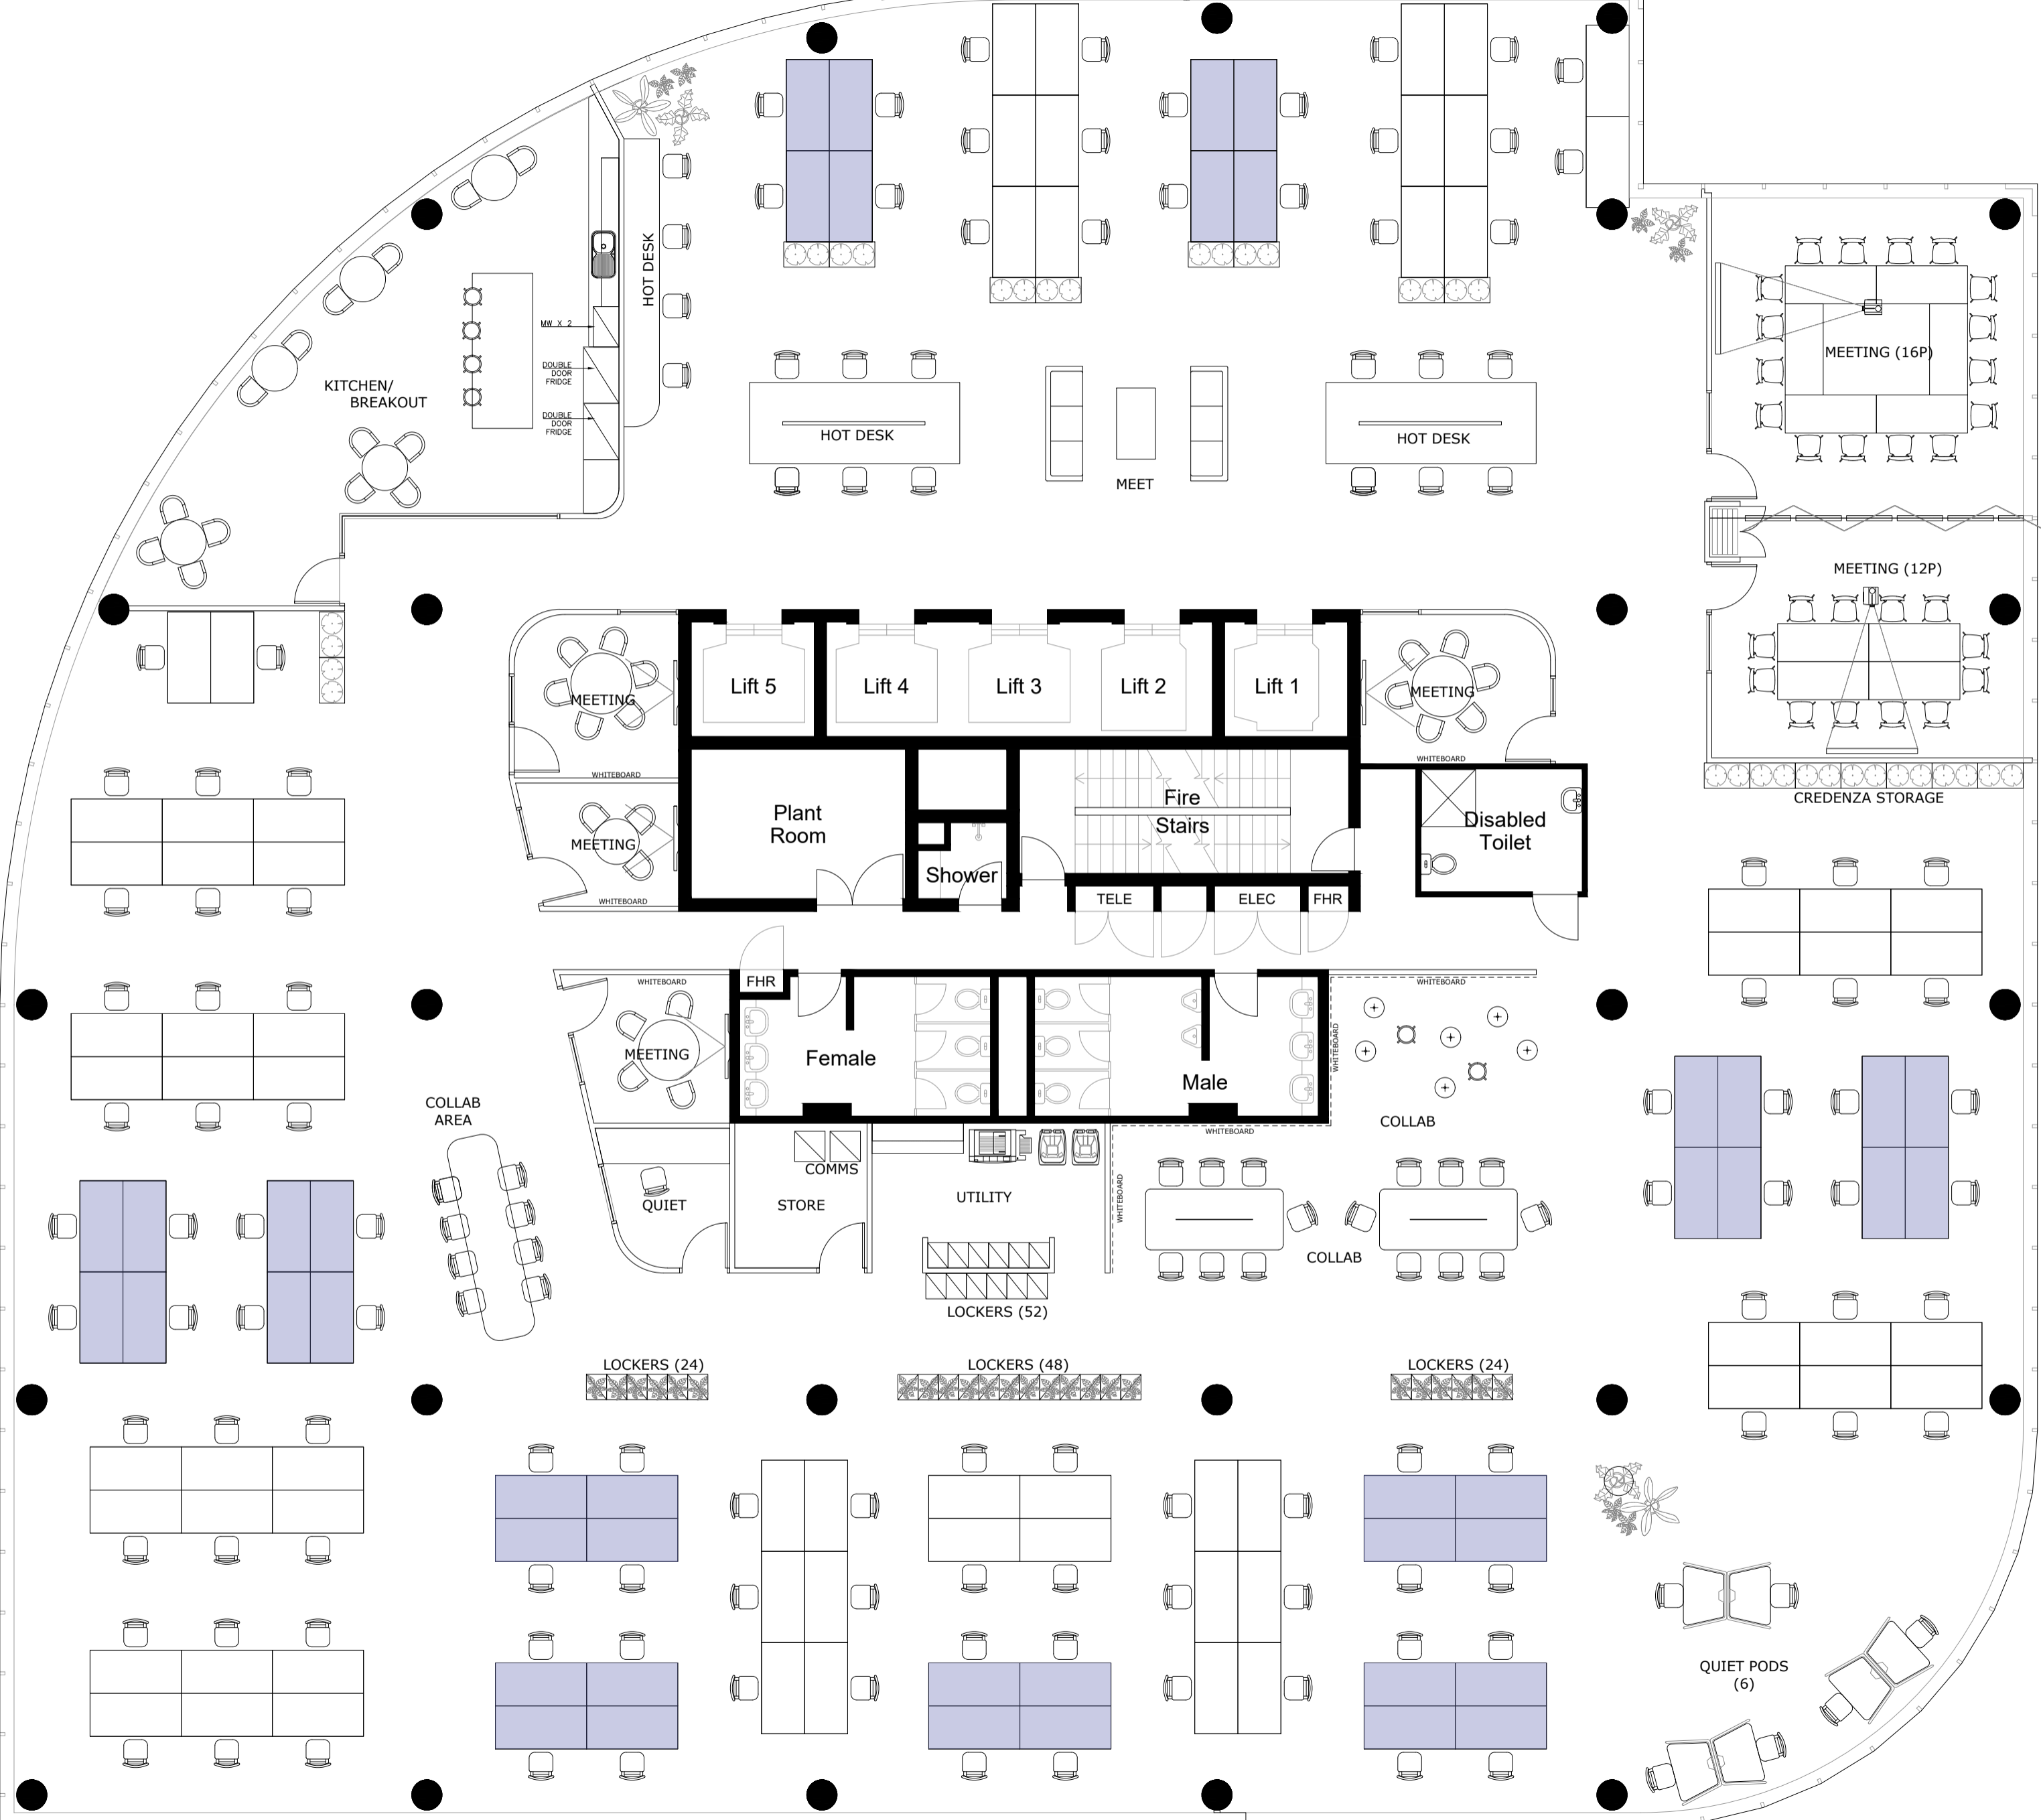 HOT DESK
MW X 2
DOUBLE
DOOR
FRIDGE
DOUBLE
DOOR
FRIDGE
KITCHEN/
BREAKOUT
HOT DESK
MEET
HOT DESK
MEETING (16P)
MEETING (12P)
CREDENZA STORAGE
MEETING
WHITEBOARD
MEETING
WHITEBOARD
Lift 5
Lift 4
Lift 3
Lift 2
Lift 1
MEETING
WHITEBOARD
Plant
Room
Shower
Fire
Stairs
Disabled
Toilet
TELE
ELEC
FHR
WHITEBOARD
MEETING
FHR
Female
Male
WHITEBOARD
WHITEBOARD
COLLAB
WHITEBOARD
WHITEBOARD
COLLAB
COLLAB
AREA
QUIET
COMMS
STORE
UTILITY
LOCKERS (52)
LOCKERS (24)
LOCKERS (48)
LOCKERS (24)
QUIET PODS
(6)